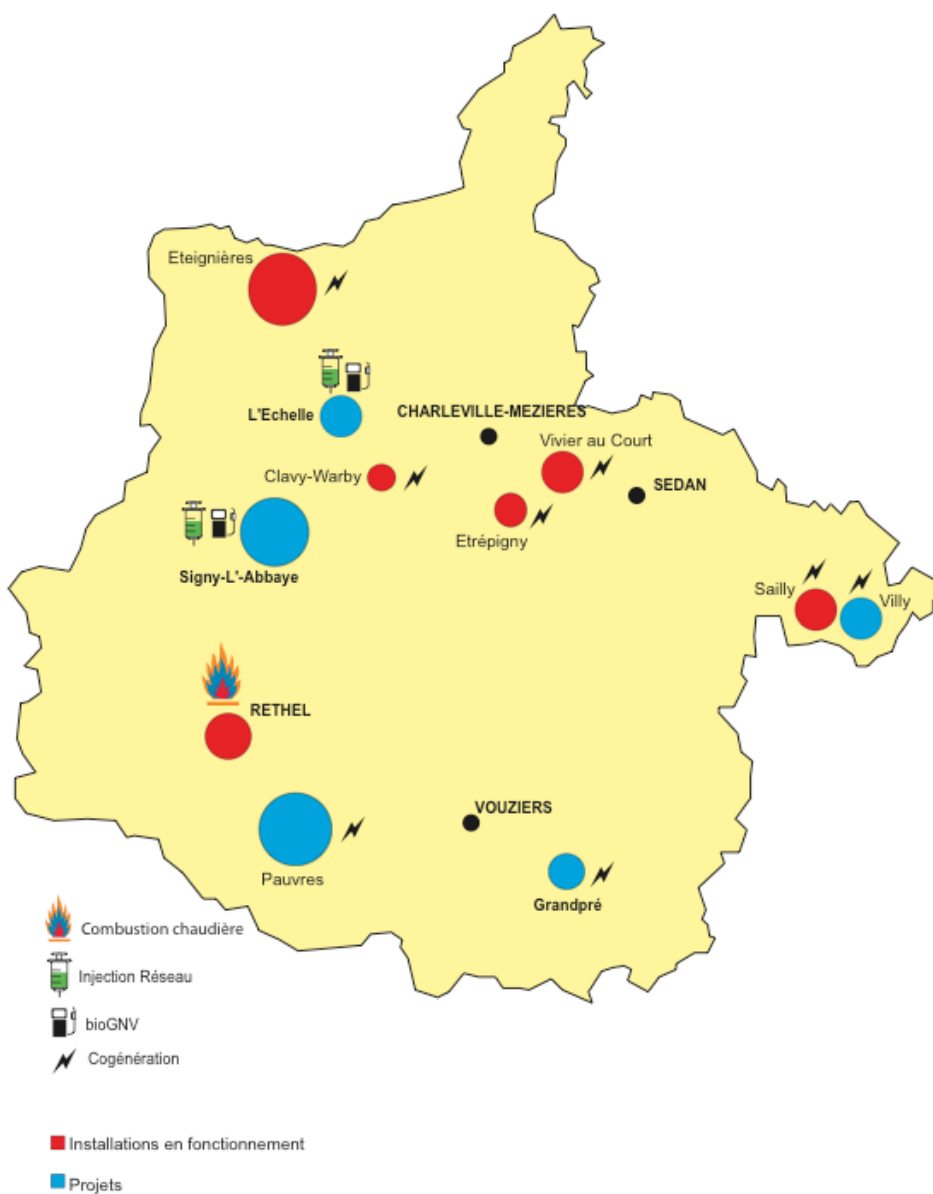 Eteignières
L'Echelle
CHARLEVILLE-MEZIERES
Vivier au Court
Clavy-Warby
SEDAN
Etrépigny
Signy-L'-Abbaye
Sailly
Villy
RETHEL
VOUZIERS
Pauvres
Grandpré
Combustion chaudière
Injection Réseau
bioGNV
Cogénération
Installations en fonctionnement
Projets